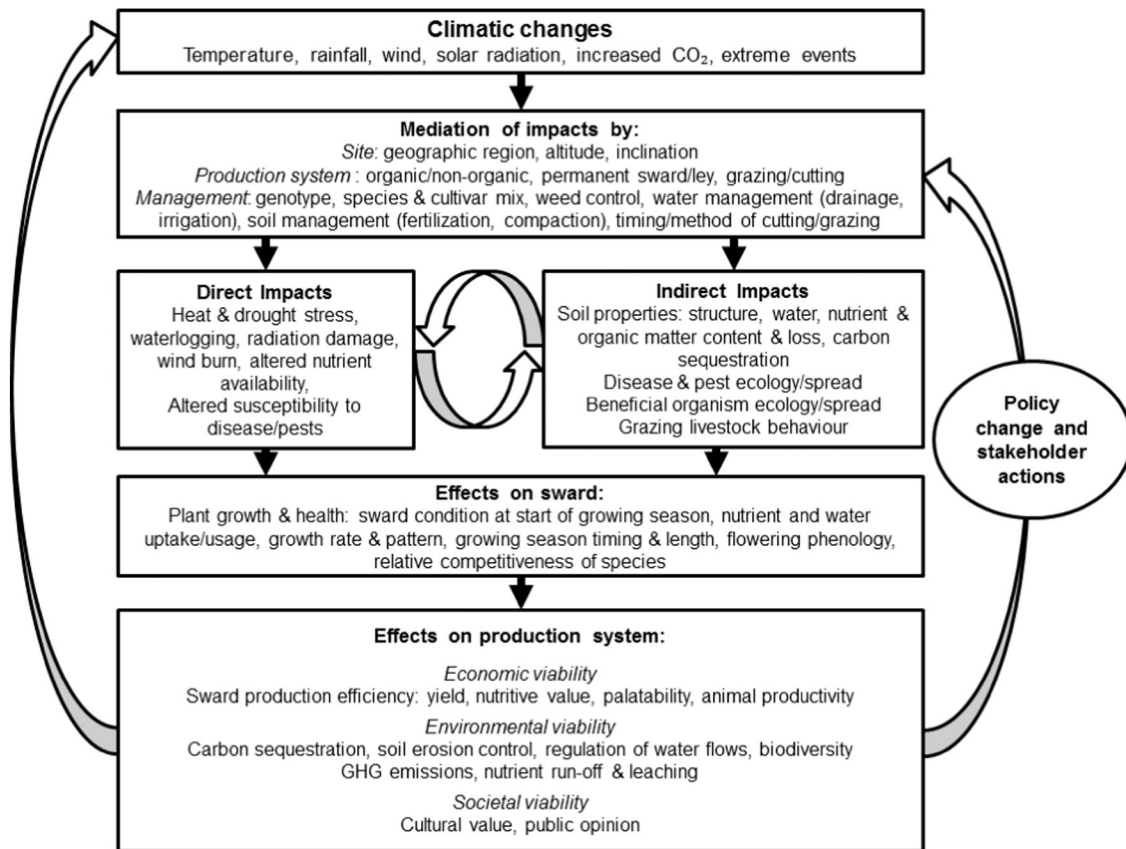 Climatic changes
Temperature, rainfall, wind, solar radiation, increased CO₂, extreme events
Mediation of impacts by:
Site: geographic region, altitude, inclination
Production system : organic/non-organic, permanent sward/ley, grazing/cutting
Management: genotype, species & cultivar mix, weed control, water management (drainage,
irrigation), soil management (fertilization, compaction), timing/method of cutting/grazing
Direct Impacts
Heat & drought stress,
waterlogging, radiation damage,
wind burn, altered nutrient
availability,
Altered susceptibility to
disease/pests
Indirect Impacts
Soil properties: structure, water, nutrient &
organic matter content & loss, carbon
sequestration
Disease & pest ecology/spread
Beneficial organism ecology/spread
Grazing livestock behaviour
Policy
change and
stakeholder
actions
Effects on sward:
Plant growth & health: sward condition at start of growing season, nutrient and water
uptake/usage, growth rate & pattern, growing season timing & length, flowering phenology,
relative competitiveness of species
Effects on production system:
Economic viability
Sward production efficiency: yield, nutritive value, palatability, animal productivity
Environmental viability
Carbon sequestration, soil erosion control, regulation of water flows, biodiversity
GHG emissions, nutrient run-off & leaching
Societal viability
Cultural value, public opinion